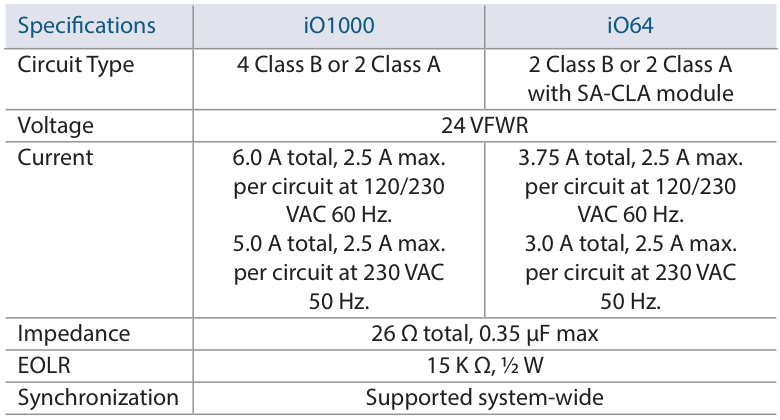 Specifications iO1000 iO64
Circuit Type 4 Class B or 2 Class A 2 Class B or 2 Class A
with SA-CLA module
Voltage 24 VFWR
Current 6.0 A total, 2.5 A max. 3.75 A total, 2.5 A max.
per circuit at 120/230 per circuit at 120/230
VAC 60 Hz. VAC 60 Hz.
5.0 A total, 2.5 A max. 3.0 A total, 2.5 A max.
per circuit at 230 VAC per circuit at 230 VAC
50 Hz. 50 Hz.
Impedance 26 Ω total, 0.35 µF max
EOLR 15 K Ω, ½ W
Synchronization Supported system-wide